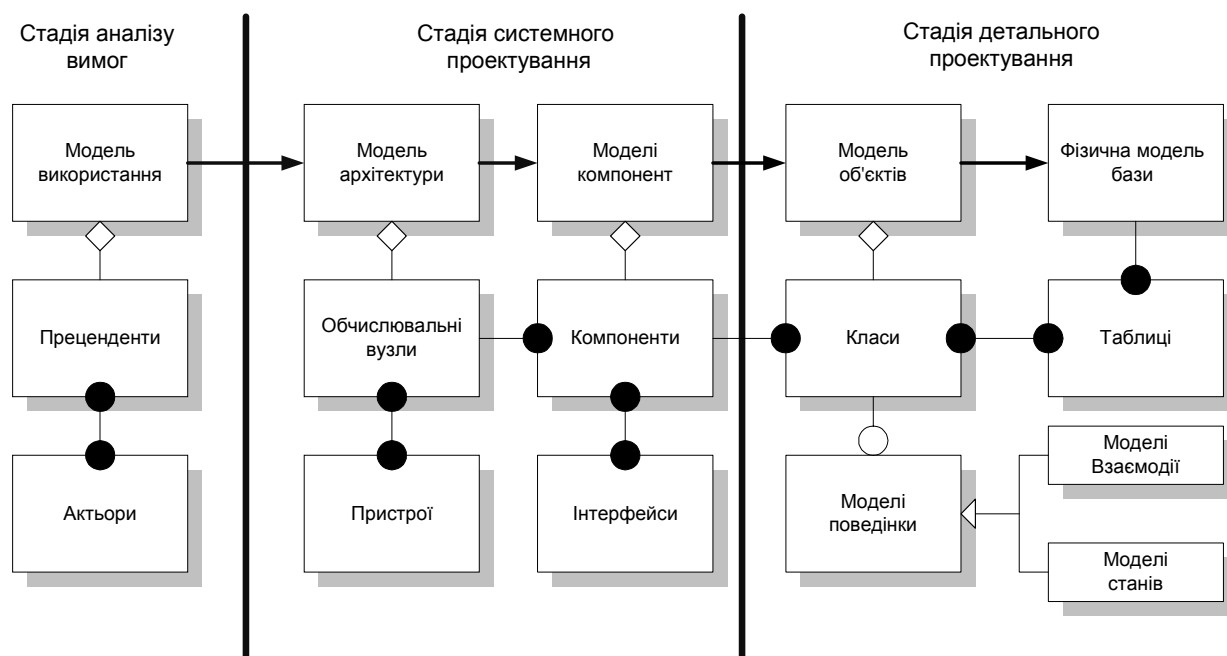 Стадія аналізу
вимог
Стадія системного
проектування
Стадія детального
проектування
Модель
використання
Модель
архітектури
Моделі
компонент
Модель
об'єктів
Фізична модель
бази
Прецеденденти
Обчислювальні
вузли
Компоненти
Класи
Таблиці
Актьори
Пристрої
Інтерфейси
Моделі
поведінки
Моделі
Взаємодії
Моделі
станів